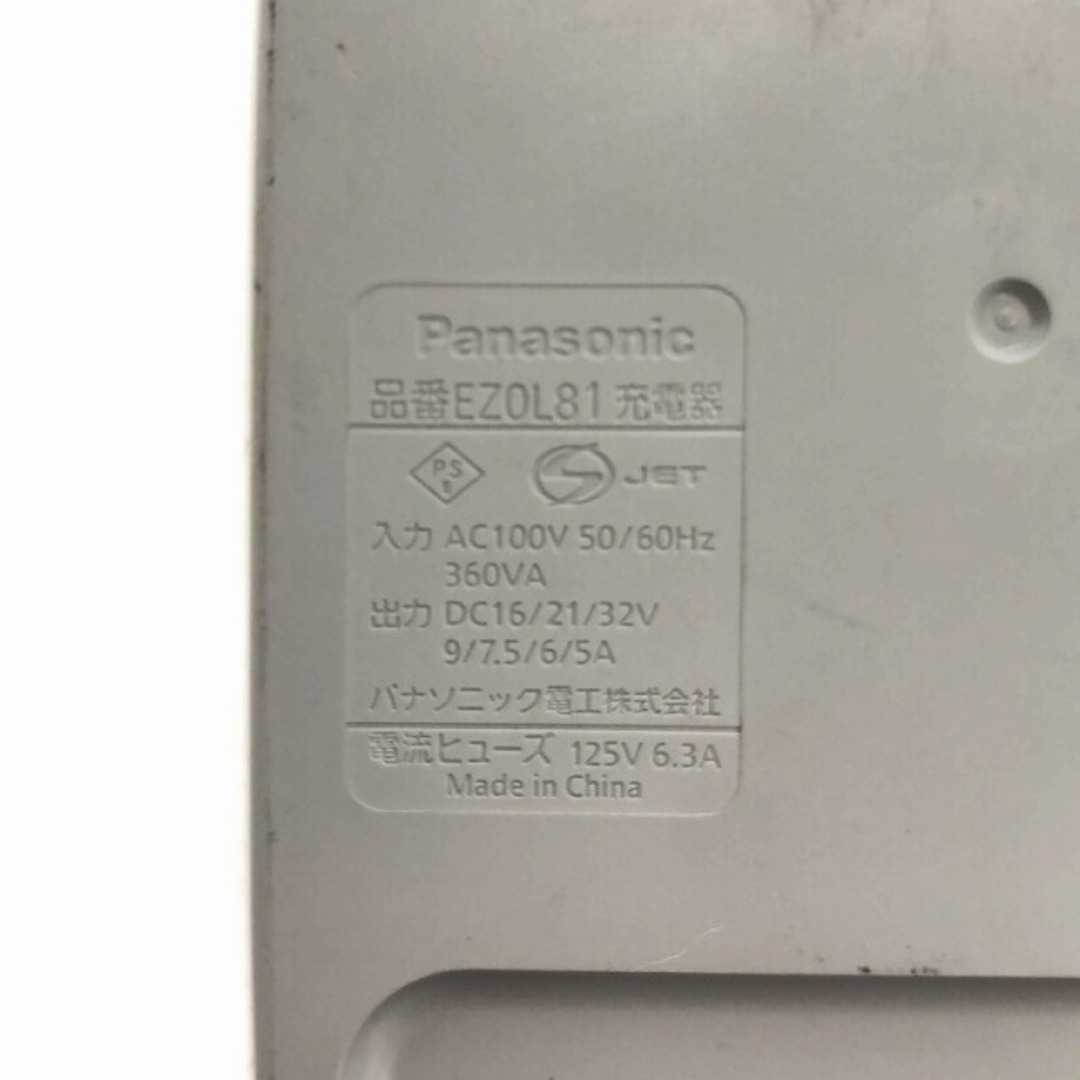 Panasonic
品番EZ0L81 充電器
PS E JET
入力 AC100V 50/60Hz
360VA
出力 DC16/21/32V
9/7.5/6/5A
パナソニック電工株式会社
電流ヒューズ 125V 6.3A
Made in China